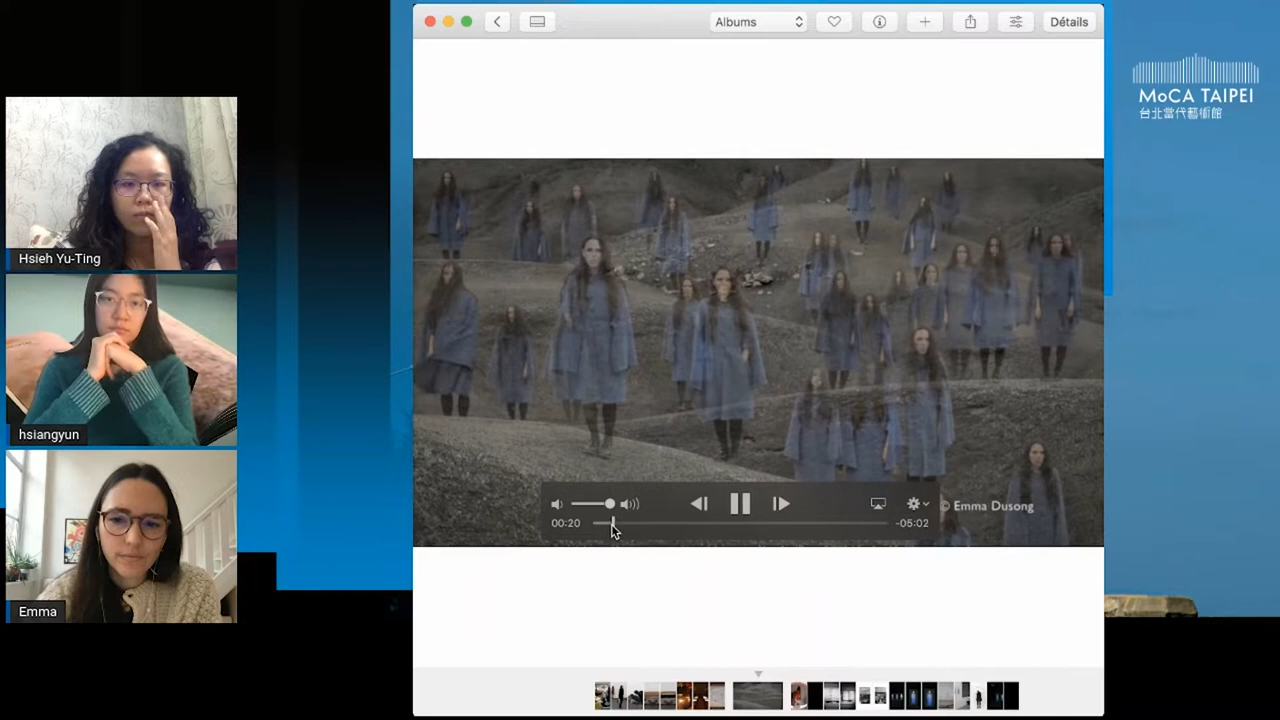 Albums
Détails
MoCA TAIPEI
台北當代藝術館
Hsieh Yu-Ting
hsiangyun
Emma
© Emma Dusong
00:20
-05:02